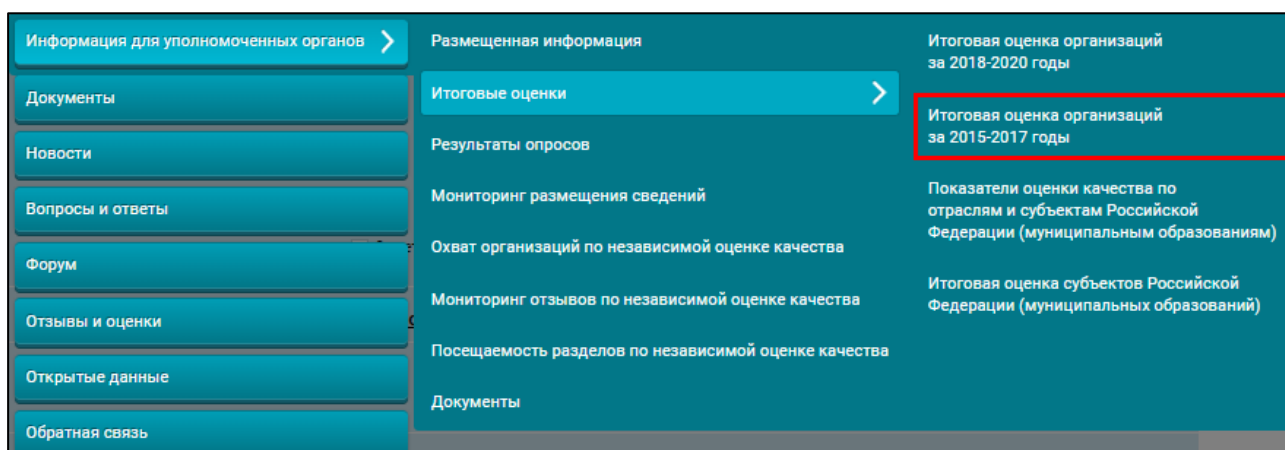 Информация для уполномоченных органов
Документы
Новости
Вопросы и ответы
Форум
Отзывы и оценки
Открытые данные
Обратная связь
Размещенная информация
Итоговые оценки
Результаты опросов
Мониторинг размещения сведений
Охват организаций по независимой оценке качества
Мониторинг отзывов по независимой оценке качества
Посещаемость разделов по независимой оценке качества
Документы
Итоговая оценка организаций
за 2018-2020 годы
Итоговая оценка организаций
за 2015-2017 годы
Показатели оценки качества по
отраслям и субъектам Российской
Федерации (муниципальным образованиям)
Итоговая оценка субъектов Российской
Федерации (муниципальных образований)